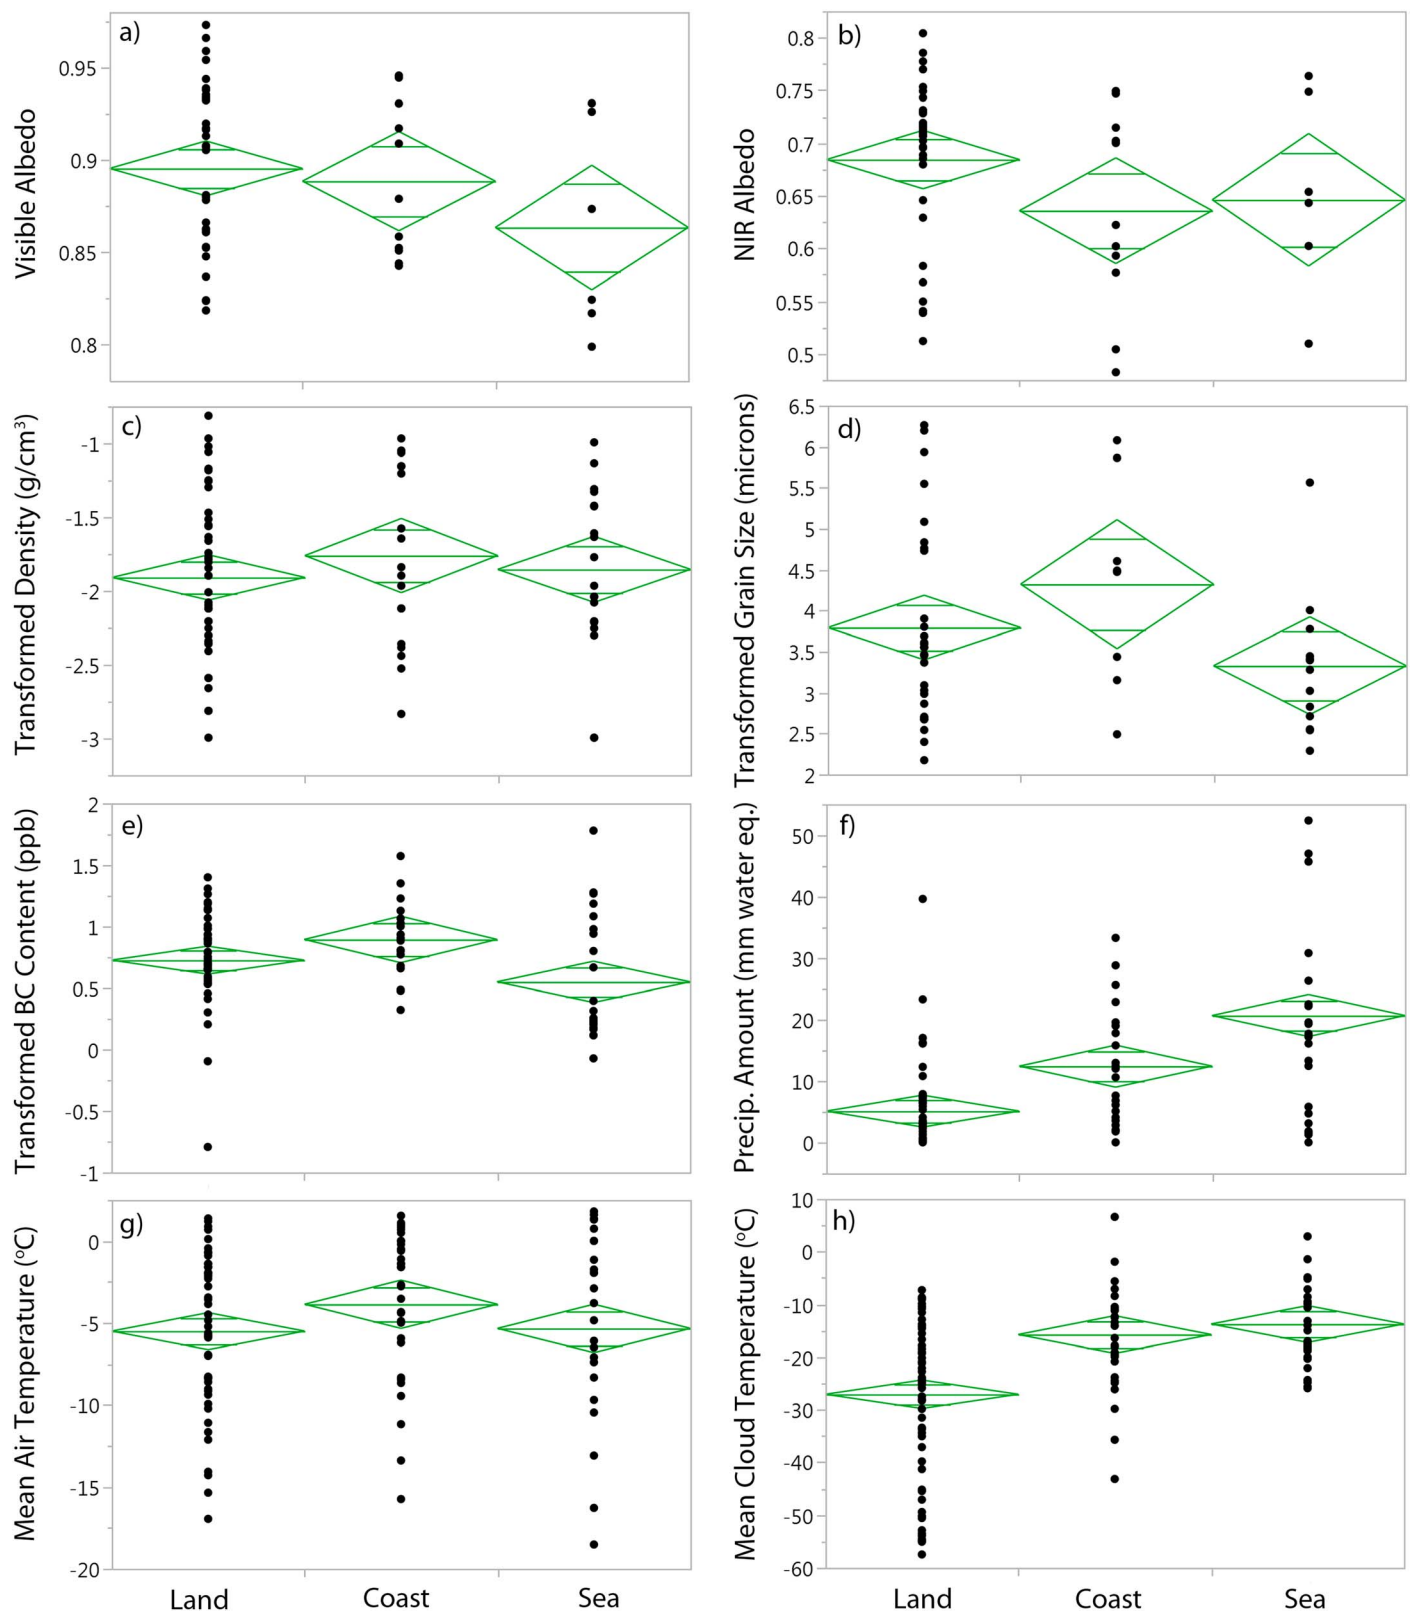 a)
Visible Albedo
0.95
0.9
0.85
0.8
b)
NIR Albedo
0.8
0.75
0.7
0.65
0.6
0.55
0.5
c)
Transformed Density (g/cm³)
-1
-1.5
-2
-2.5
-3
d)
Transformed Grain Size (microns)
6.5
6
5.5
5
4.5
4
3.5
3
2.5
2
e)
Transformed BC Content (ppb)
2
1.5
1
0.5
0
-0.5
-1
f)
Precip. Amount (mm water eq.)
50
40
30
20
10
0
g)
Mean Air Temperature (°C)
0
-5
-10
-15
-20
h)
Mean Cloud Temperature (°C)
10
0
-10
-20
-30
-40
-50
-60
Land Coast Sea
Land Coast Sea